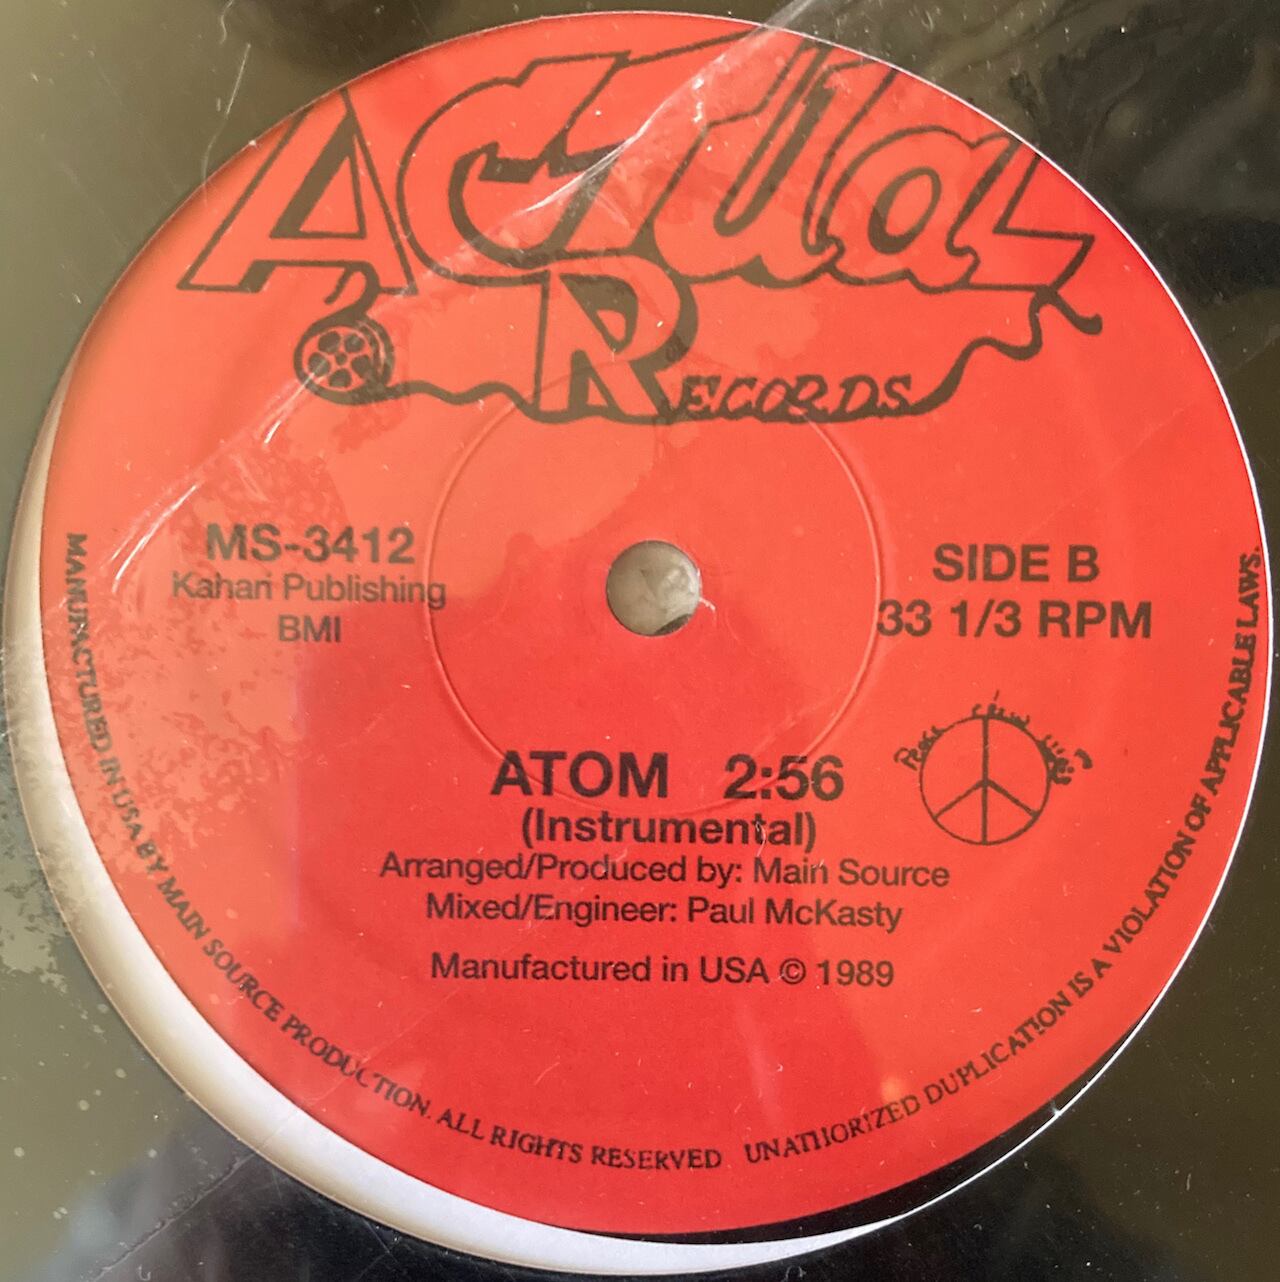 Actual
Records
MS-3412
Kahari Publishing
BMI
SIDE B
33 1/3 RPM
Peace Crew
ATOM 2:56
(Instrumental)
Arranged/Produced by: Main Source
Mixed/Engineer: Paul McKasty
Manufactured in USA © 1989
MANUFACTURED IN USA BY MAIN SOURCE PRODUCTION. ALL RIGHTS RESERVED UNATHORIZED DUPLICATION IS A VIOLATION OF APPLICABLE LAWS.